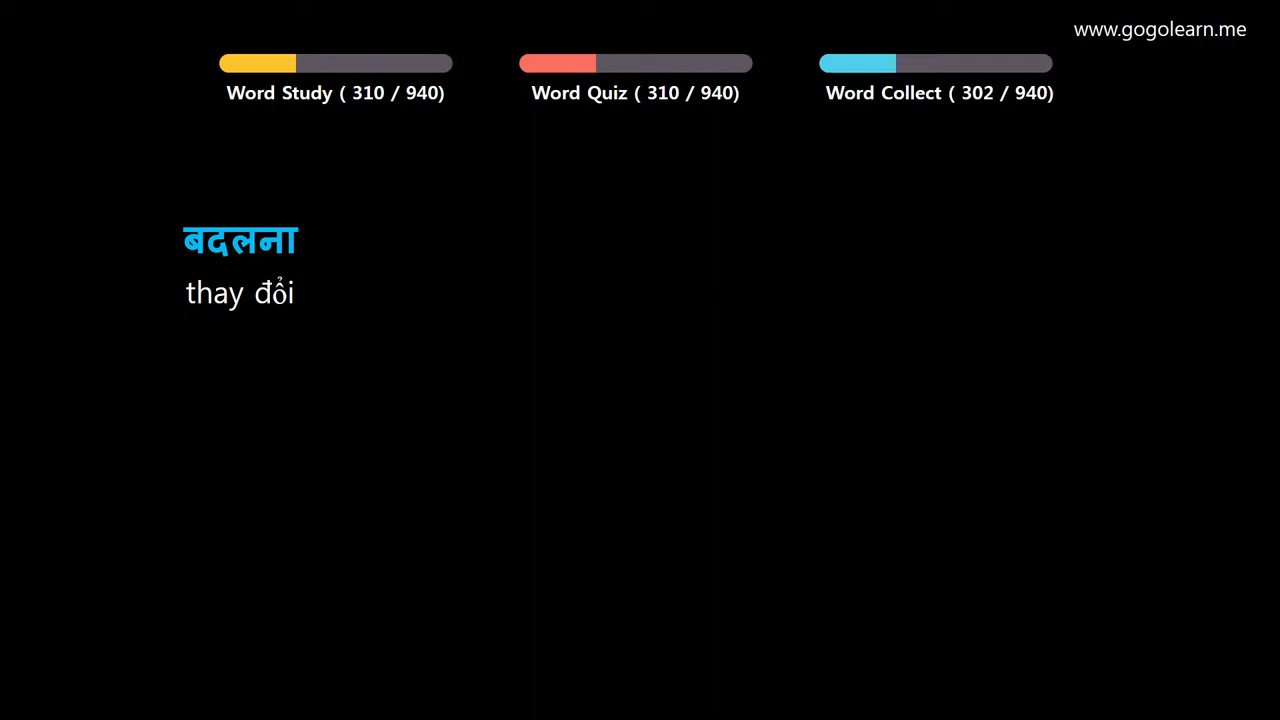 www.gogolearn.me
Word Study ( 310 / 940)
Word Quiz ( 310 / 940)
Word Collect ( 302 / 940)
बदलना
thay đổi